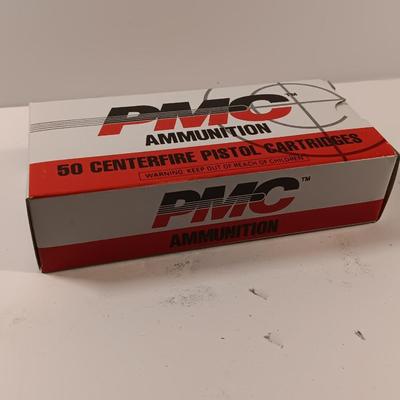 PMC™
AMMUNITION
50 CENTERFIRE PISTOL CARTRIDGES
WARNING: KEEP OUT OF REACH OF CHILDREN
PMC™
AMMUNITION